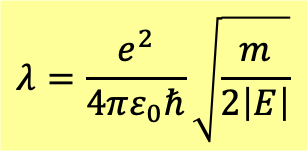 λ = e² / 4πε₀ħ √(m / 2|E|)